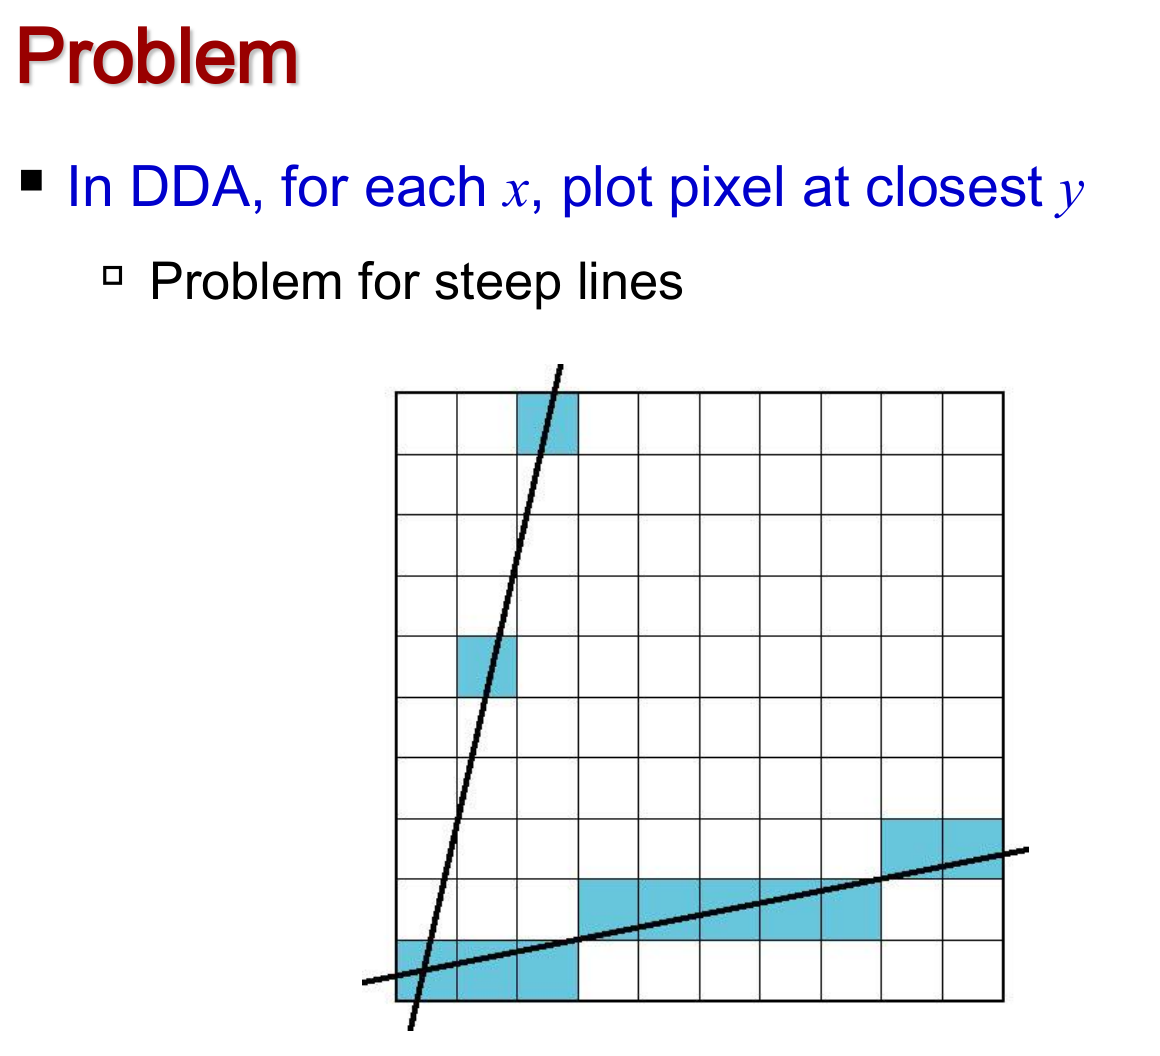 Problem
In DDA, for each x, plot pixel at closest y
Problem for steep lines